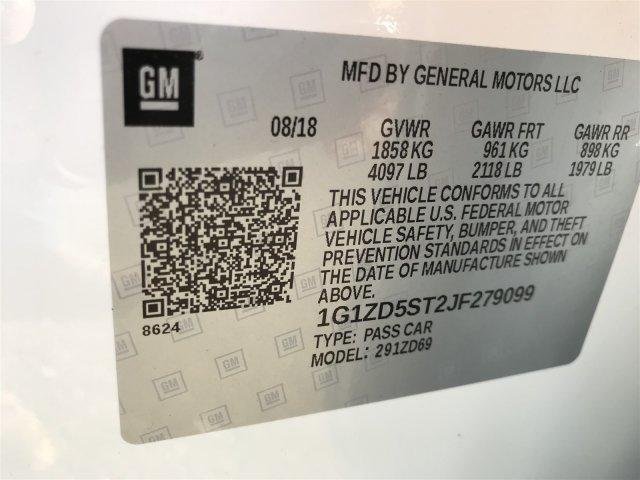 GM
MFD BY GENERAL MOTORS LLC
08/18 GVWR GAWR FRT GAWR RR
1858 KG 961 KG 898 KG
4097 LB 2118 LB 1979 LB
THIS VEHICLE CONFORMS TO ALL
APPLICABLE U.S. FEDERAL MOTOR
VEHICLE SAFETY, BUMPER, AND THEFT
PREVENTION STANDARDS IN EFFECT ON
THE DATE OF MANUFACTURE SHOWN
ABOVE.
8624
1G1ZD5ST2JF279099
TYPE: PASS CAR
MODEL: 291ZD69